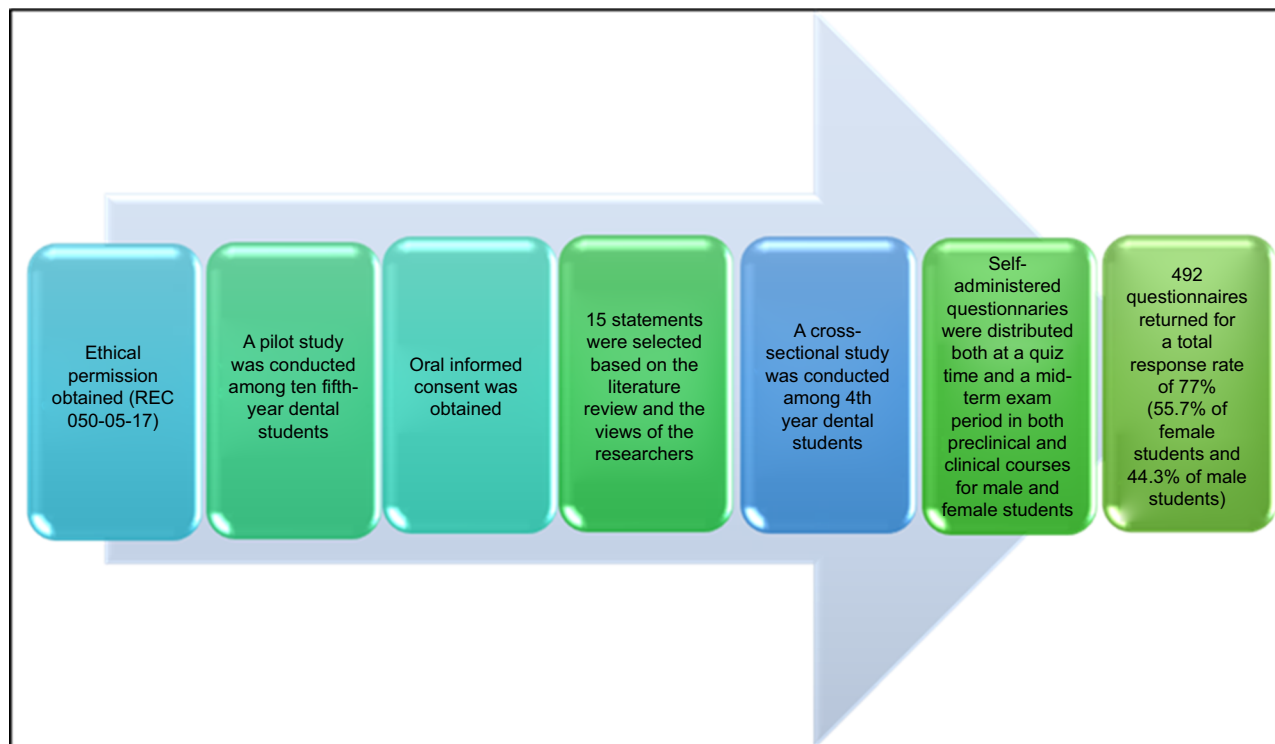 Ethical
permission
obtained (REC
050-05-17)
A pilot study
was conducted
among ten fifth-
year dental
students
Oral informed
consent was
obtained
15 statements
were selected
based on the
literature
review and the
views of the
researchers
A cross-
sectional study
was conducted
among 4th
year dental
students
Self-
administered
questionnaries
were distributed
both at a quiz
time and a mid-
term exam
period in both
preclinical and
clinical courses
for male and
female students
492
questionnaires
returned for
a total
response rate
of 77%
(55.7% of
female
students and
44.3% of male
students)